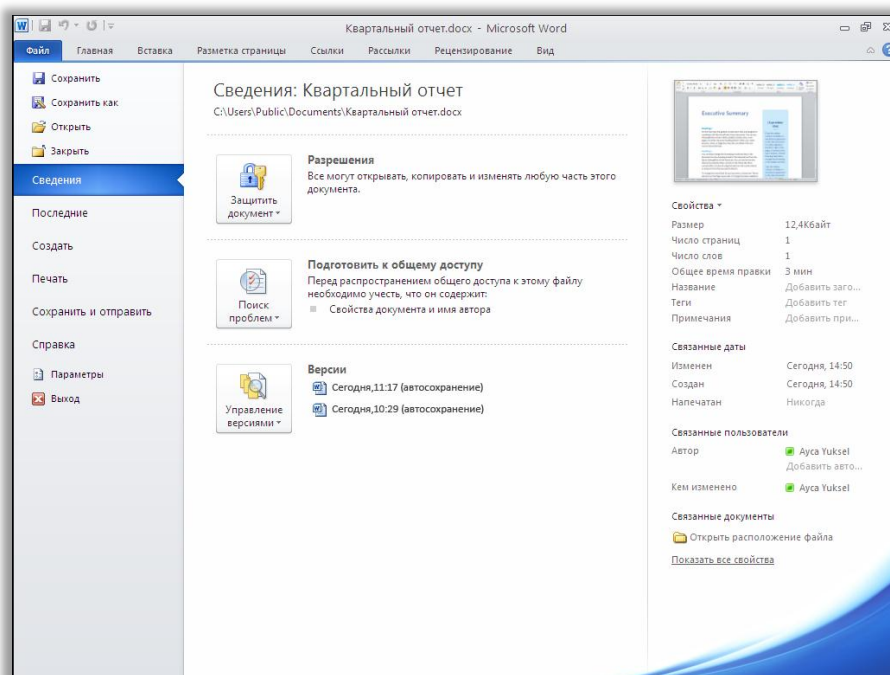 Квартальный отчет.docx - Microsoft Word
Файл Главная Вставка Разметка страницы Ссылки Рассылки Рецензирование Вид
Сохранить
Сохранить как
Открыть
Закрыть
Сведения
Последние
Создать
Печать
Сохранить и отправить
Справка
Параметры
Выход
Сведения: Квартальный отчет
C:\Users\Public\Documents\Квартальный отчет.docx
Защитить
документ
Разрешения
Все могут открывать, копировать и изменять любую часть этого
документа.
Поиск
проблем
Подготовить к общему доступу
Перед распространением общего доступа к этому файлу
необходимо учесть, что он содержит:
Свойства документа и имя автора
Управление
версиями
Версии
Сегодня,11:17 (автосохранение)
Сегодня,10:29 (автосохранение)
Executive Summary
Свойства
Размер 12,4Кбайт
Число страниц 1
Число слов 1
Общее время правки 3 мин
Название Добавить заго...
Теги Добавить тег
Примечания Добавить при...
Связанные даты
Изменен Сегодня, 14:50
Создан Сегодня, 14:50
Напечатан Никогда
Связанные пользователи
Автор Ayca Yuksel
Добавить авто...
Кем изменено Ayca Yuksel
Связанные документы
Открыть расположение файла
Показать все свойства